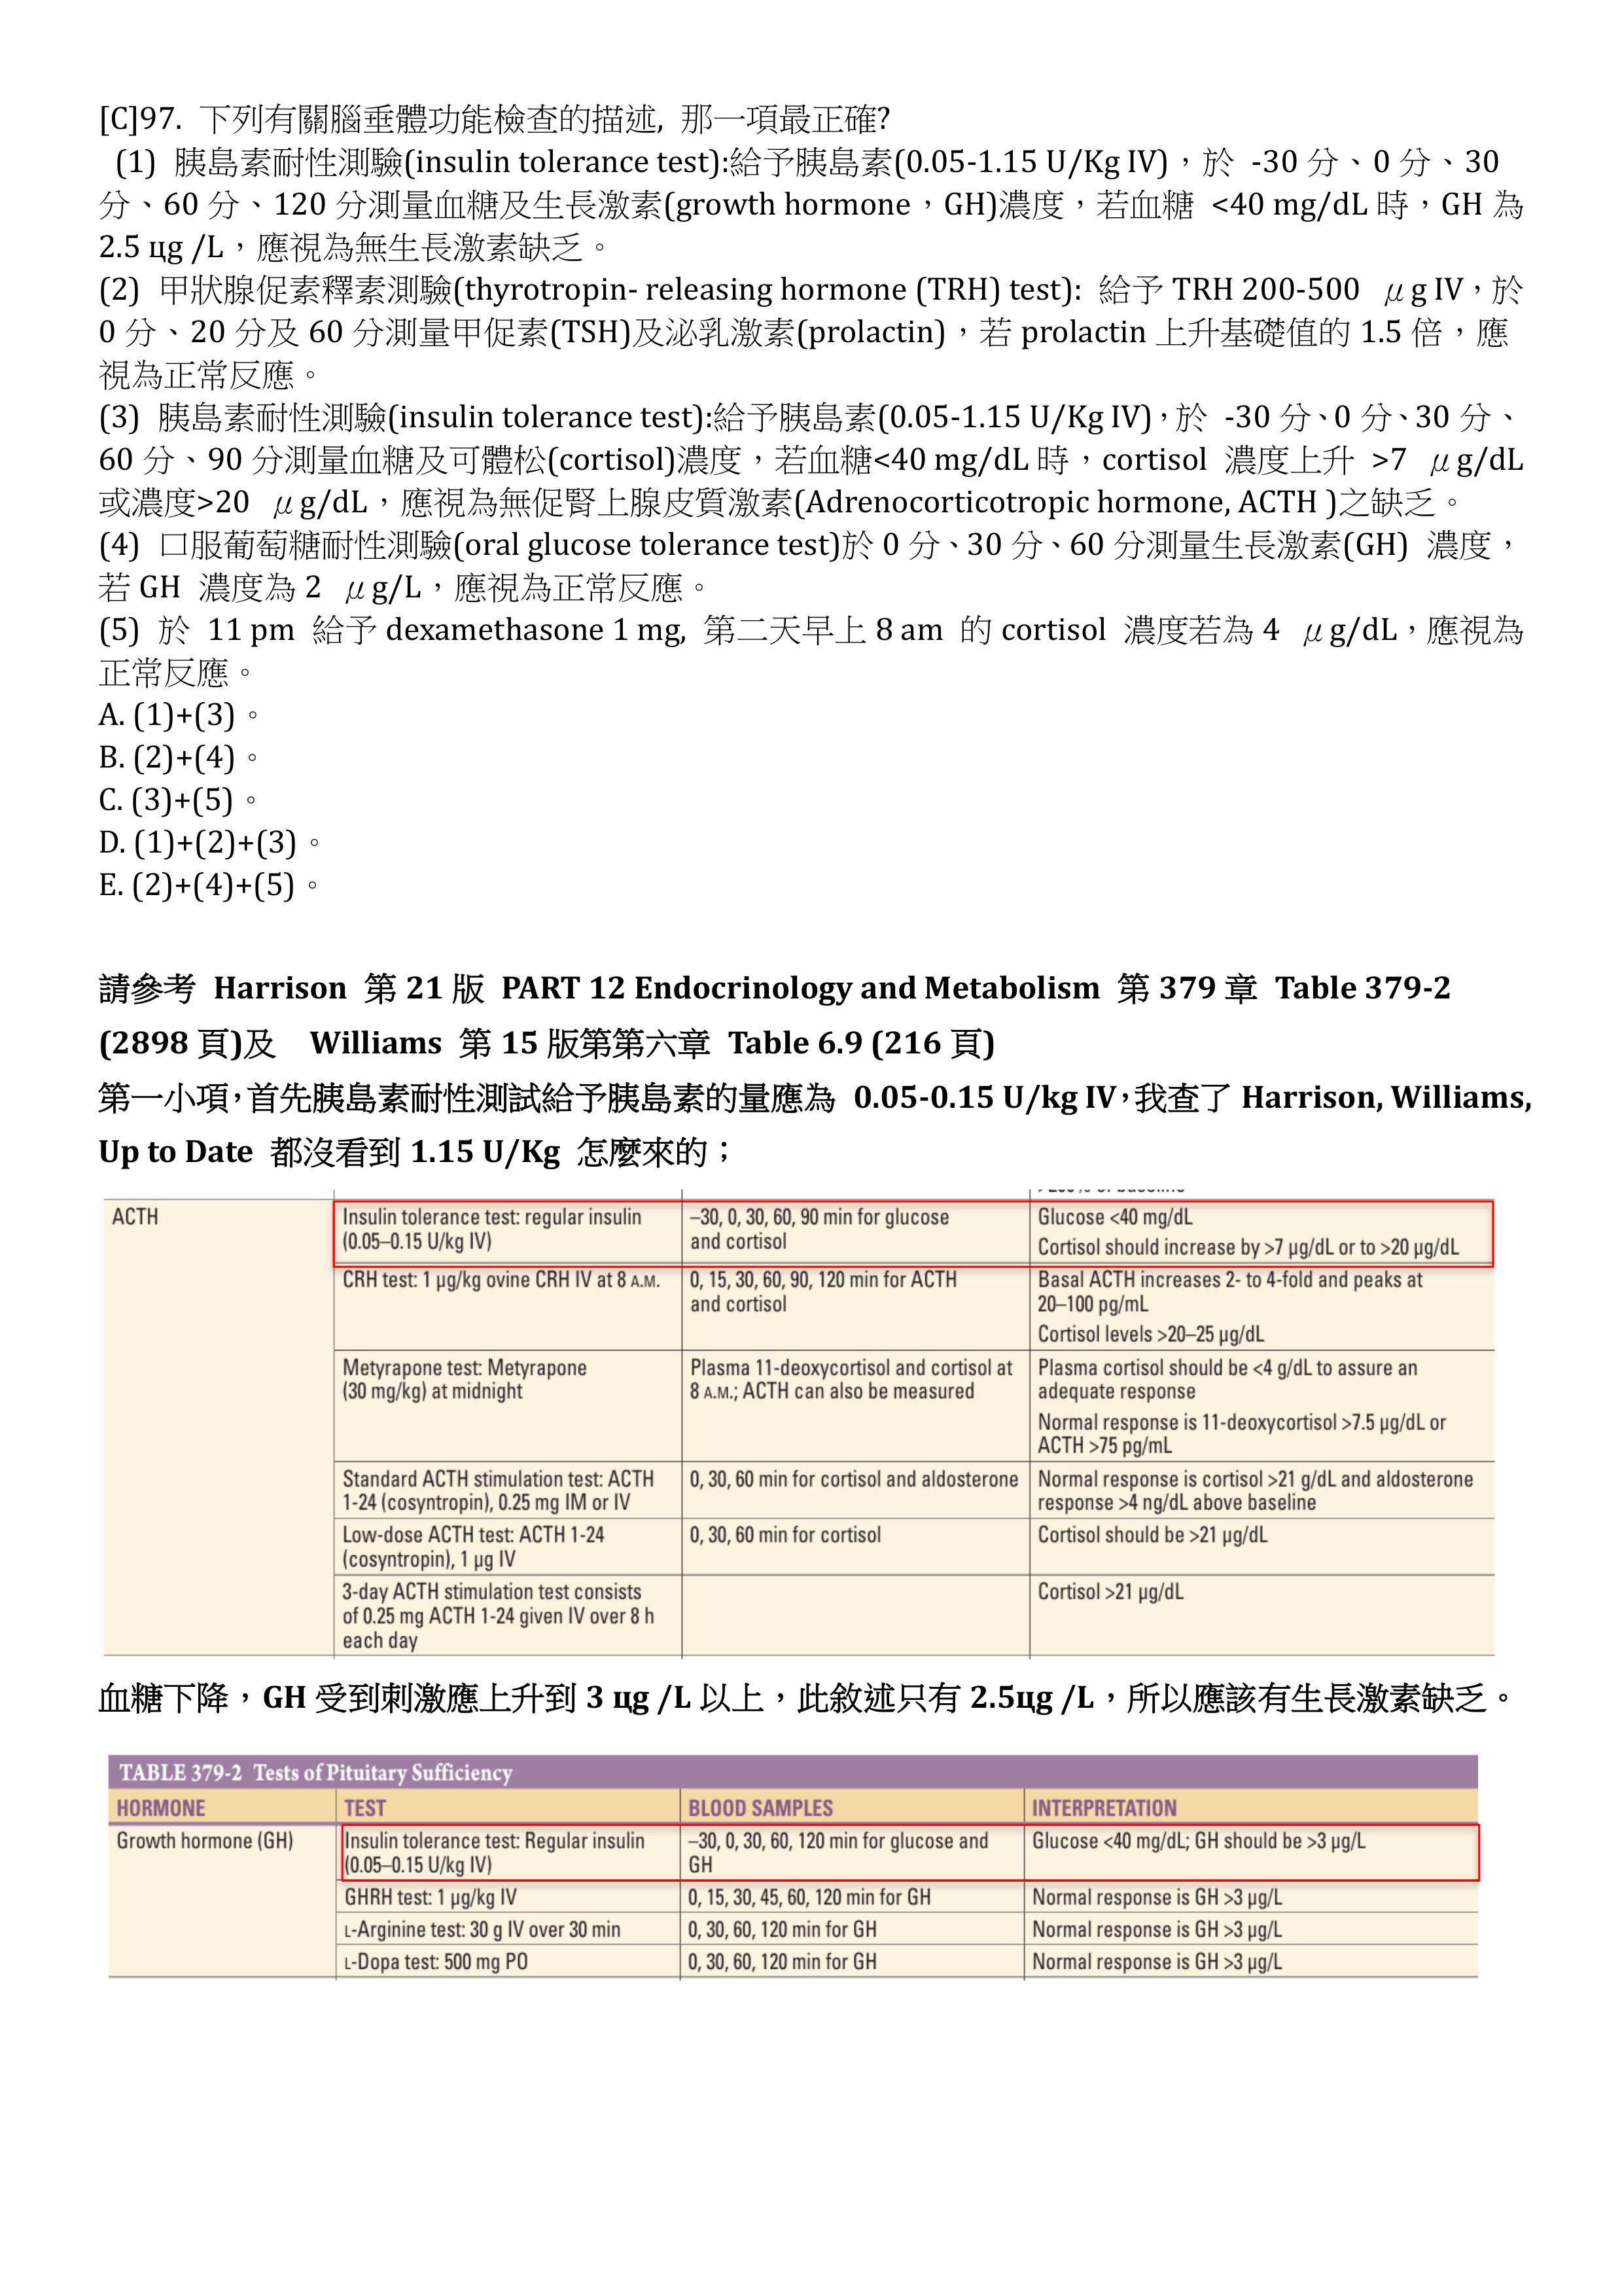 [C]97. 下列有關腦垂體功能檢查的描述, 那一項最正確?
(1) 胰島素耐性測驗(insulin tolerance test):給予胰島素(0.05-1.15 U/Kg IV)，於 -30 分、0 分、30
分、60 分、120 分測量血糖及生長激素(growth hormone，GH)濃度，若血糖 <40 mg/dL 時，GH 為
2.5 цg /L，應視為無生長激素缺乏。
(2) 甲狀腺促素釋素測驗(thyrotropin- releasing hormone (TRH) test): 給予 TRH 200-500 μg IV，於
0 分、20 分及 60 分測量甲促素(TSH)及泌乳激素(prolactin)，若 prolactin 上升基礎值的 1.5 倍，應
視為正常反應。
(3) 胰島素耐性測驗(insulin tolerance test):給予胰島素(0.05-1.15 U/Kg IV)，於 -30 分、0 分、30 分、
60 分、90 分測量血糖及可體松(cortisol)濃度，若血糖<40 mg/dL 時，cortisol 濃度上升 >7 μg/dL
或濃度>20 μg/dL，應視為無促腎上腺皮質激素(Adrenocorticotropic hormone, ACTH )之缺乏。
(4) 口服葡萄糖耐性測驗(oral glucose tolerance test)於 0 分、30 分、60 分測量生長激素(GH) 濃度，
若 GH 濃度為 2 μg/L，應視為正常反應。
(5) 於 11 pm 給予 dexamethasone 1 mg, 第二天早上 8 am 的 cortisol 濃度若為 4 μg/dL，應視為
正常反應。
A. (1)+(3)。
B. (2)+(4)。
C. (3)+(5)。
D. (1)+(2)+(3)。
E. (2)+(4)+(5)。
請參考 Harrison 第 21 版 PART 12 Endocrinology and Metabolism 第 379 章 Table 379-2
(2898 頁)及 Williams 第 15 版第第六章 Table 6.9 (216 頁)
第一小項，首先胰島素耐性測試給予胰島素的量應為 0.05-0.15 U/kg IV，我查了 Harrison, Williams,
Up to Date 都沒看到 1.15 U/Kg 怎麼來的；
ACTH
Insulin tolerance test: regular insulin
(0.05–0.15 U/kg IV)
–30, 0, 30, 60, 90 min for glucose
and cortisol
Glucose <40 mg/dL
Cortisol should increase by >7 μg/dL or to >20 μg/dL
CRH test: 1 μg/kg ovine CRH IV at 8 A.M.
0, 15, 30, 60, 90, 120 min for ACTH
and cortisol
Basal ACTH increases 2- to 4-fold and peaks at
20–100 pg/mL
Cortisol levels >20–25 μg/dL
Metyrapone test: Metyrapone
(30 mg/kg) at midnight
Plasma 11-deoxycortisol and cortisol at
8 A.M.; ACTH can also be measured
Plasma cortisol should be <4 g/dL to assure an
adequate response
Normal response is 11-deoxycortisol >7.5 μg/dL or
ACTH >75 pg/mL
Standard ACTH stimulation test: ACTH
1-24 (cosyntropin), 0.25 mg IM or IV
0, 30, 60 min for cortisol and aldosterone
Normal response is cortisol >21 g/dL and aldosterone
response >4 ng/dL above baseline
Low-dose ACTH test: ACTH 1-24
(cosyntropin), 1 μg IV
0, 30, 60 min for cortisol
Cortisol should be >21 μg/dL
3-day ACTH stimulation test consists
of 0.25 mg ACTH 1-24 given IV over 8 h
each day
Cortisol >21 μg/dL
血糖下降，GH 受到刺激應上升到 3 цg /L 以上，此敘述只有 2.5цg /L，所以應該有生長激素缺乏。
TABLE 379-2 Tests of Pituitary Sufficiency
HORMONE
TEST
BLOOD SAMPLES
INTERPRETATION
Growth hormone (GH)
Insulin tolerance test: Regular insulin
(0.05–0.15 U/kg IV)
–30, 0, 30, 60, 120 min for glucose and
GH
Glucose <40 mg/dL; GH should be >3 μg/L
GHRH test: 1 μg/kg IV
0, 15, 30, 45, 60, 120 min for GH
Normal response is GH >3 μg/L
L-Arginine test: 30 g IV over 30 min
0, 30, 60, 120 min for GH
Normal response is GH >3 μg/L
L-Dopa test: 500 mg PO
0, 30, 60, 120 min for GH
Normal response is GH >3 μg/L